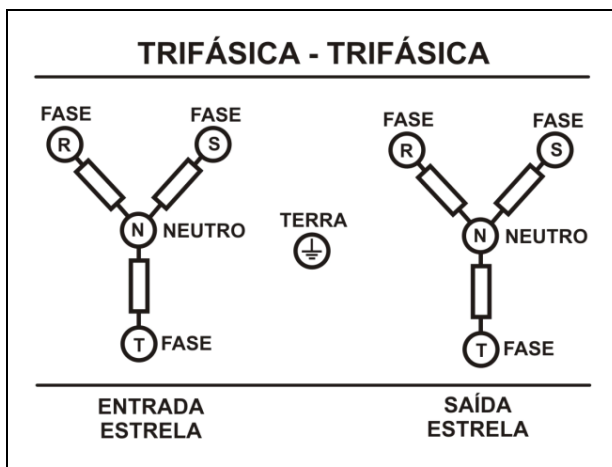 TRIFÁSICA - TRIFÁSICA
FASE
FASE
R
S
N
NEUTRO
T
FASE
ENTRADA
ESTRELA
TERRA
FASE
FASE
R
S
N
NEUTRO
T
FASE
SAÍDA
ESTRELA